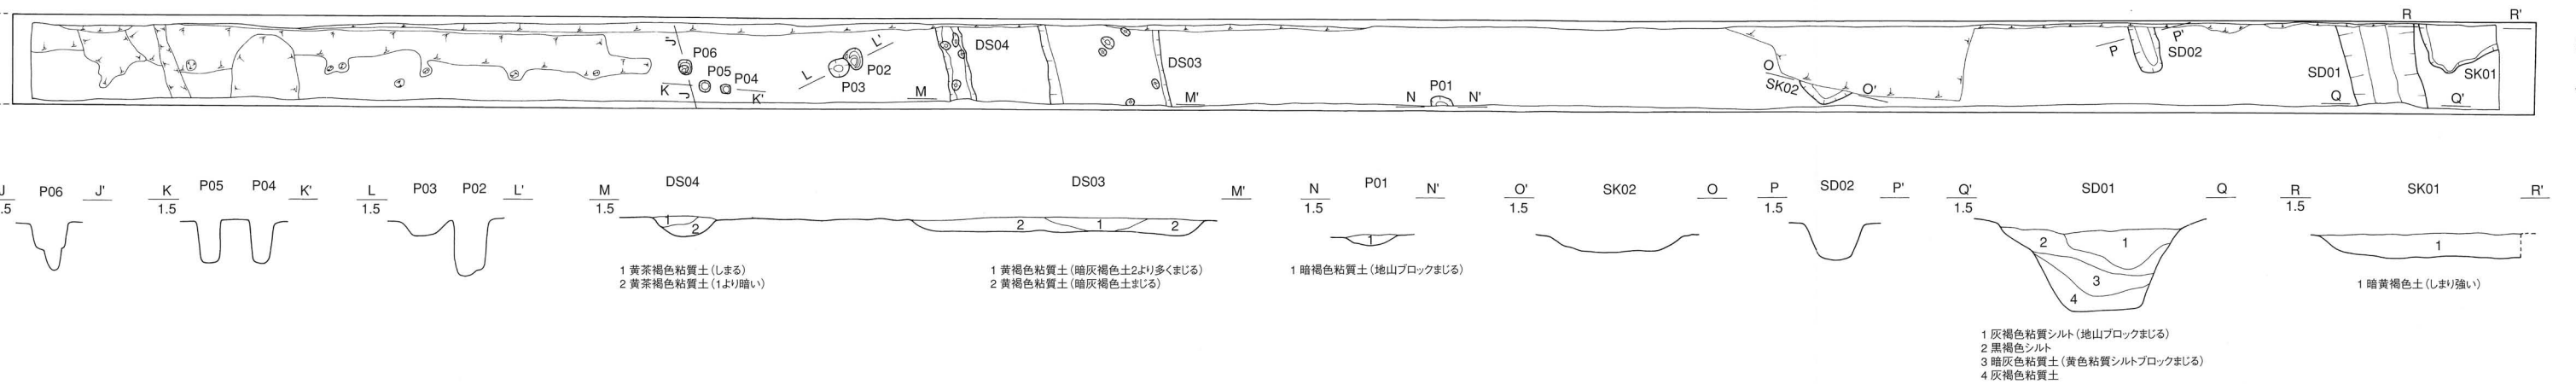 R R'
J' P06 P05 P04 K J K'
L' L P02 P03
DS04 M DS03 M'
P01 N N'
O SK02 O'
P P' SD02
SD01 SK01 Q Q'
J P06 J'
.5
K P05 P04 K'
1.5
L P03 P02 L'
1.5
M DS04 DS03 M'
1.5
1 2 2 1 2
1 黄茶褐色粘質土(しまる)
2 黄茶褐色粘質土(1より暗い)
1 黄褐色粘質土(暗灰褐色土2より多くまじる)
2 黄褐色粘質土(暗灰褐色土まじる)
N P01 N'
1.5
1
1 暗褐色粘質土(地山ブロックまじる)
O' SK02 O
1.5
P SD02 P'
1.5
Q' SD01 Q
1.5
2 1
3
4
1 灰褐色粘質シルト(地山ブロックまじる)
2 黒褐色シルト
3 暗灰色粘質土(黄色粘質シルトブロックまじる)
4 灰褐色粘質土
R SK01 R'
1.5
1
1 暗黄褐色土(しまり強い)